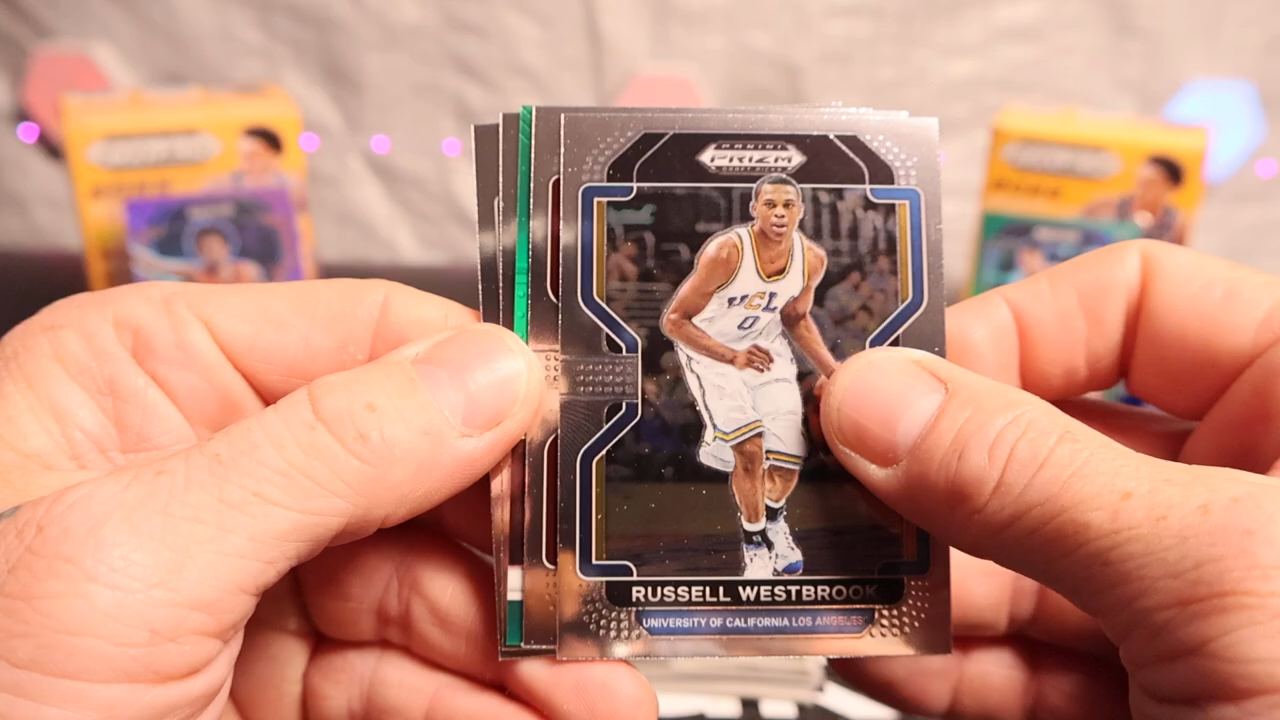 PANINI
PRIZM
DRAFT PICKS
UCLA
0
RUSSELL WESTBROOK
UNIVERSITY OF CALIFORNIA LOS ANGELES